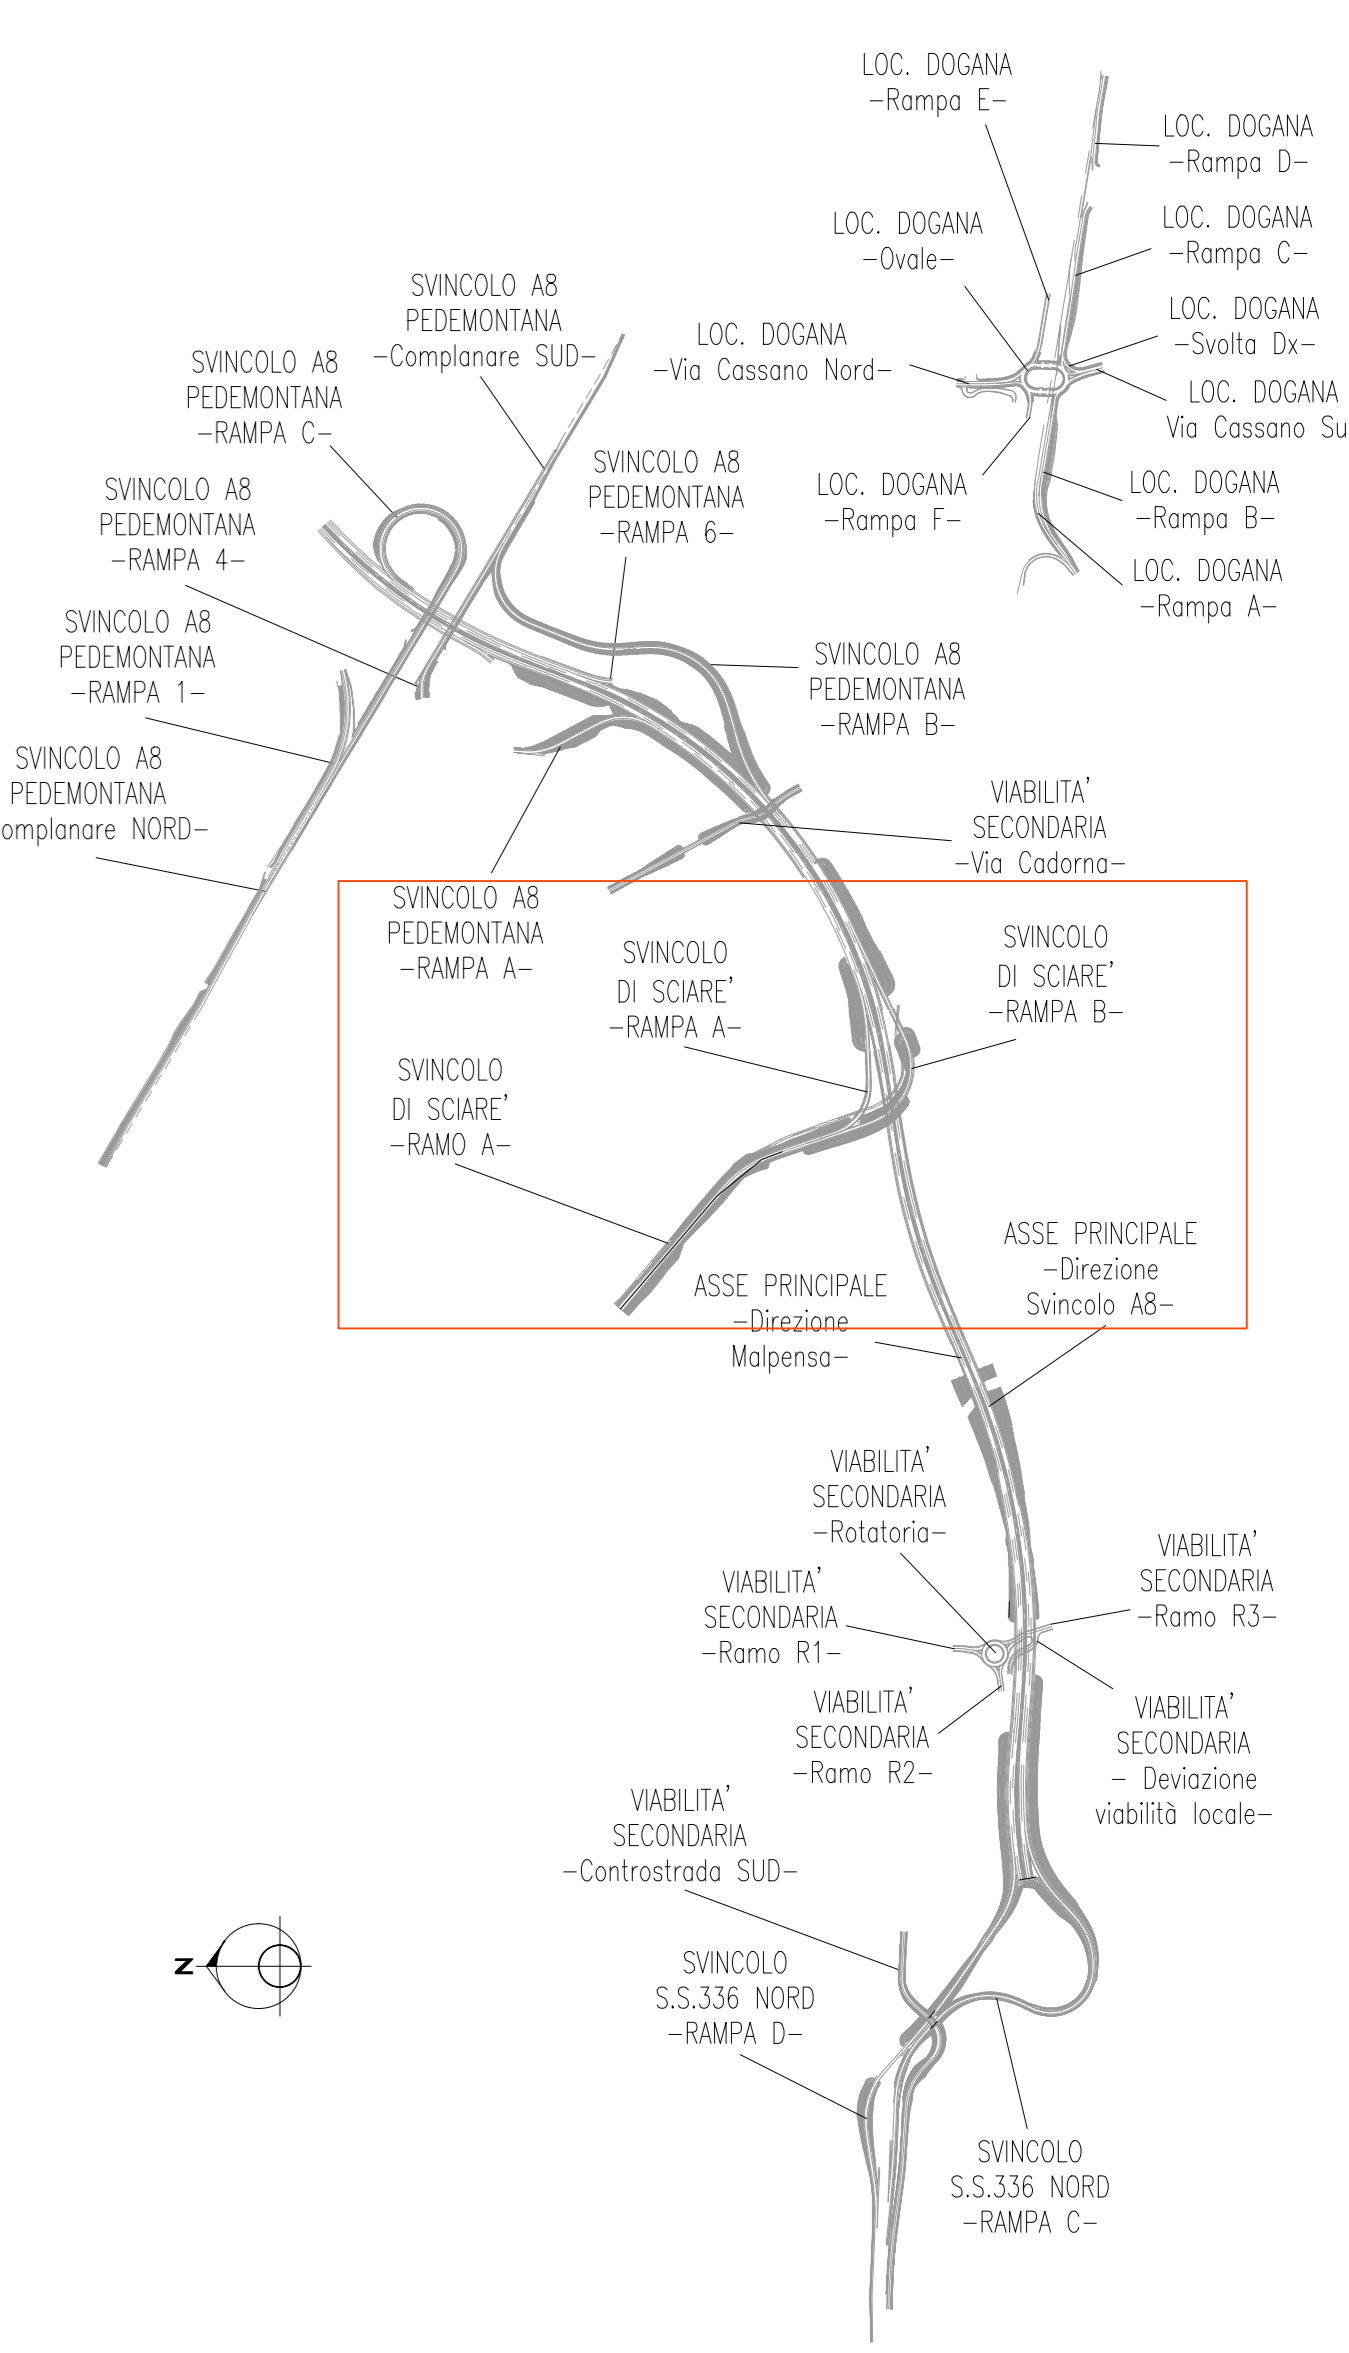 LOC. DOGANA
-Rampa E-
LOC. DOGANA
-Rampa D-
LOC. DOGANA
-Ovale-
LOC. DOGANA
-Rampa C-
SVINCOLO A8
PEDEMONTANA
-Complanare SUD-
LOC. DOGANA
-Svolta Dx-
LOC. DOGANA
-Via Cassano Nord-
SVINCOLO A8
PEDEMONTANA
-RAMPA C-
LOC. DOGANA
Via Cassano Su
SVINCOLO A8
PEDEMONTANA
-RAMPA 6-
LOC. DOGANA
-Rampa F-
LOC. DOGANA
-Rampa B-
SVINCOLO A8
PEDEMONTANA
-RAMPA 4-
LOC. DOGANA
-Rampa A-
SVINCOLO A8
PEDEMONTANA
-RAMPA 1-
SVINCOLO A8
PEDEMONTANA
-RAMPA B-
SVINCOLO A8
PEDEMONTANA
omplanare NORD-
VIABILITA'
SECONDARIA
-Via Cadorna-
SVINCOLO A8
PEDEMONTANA
-RAMPA A-
SVINCOLO
DI SCIARE'
-RAMPA A-
SVINCOLO
DI SCIARE'
-RAMPA B-
SVINCOLO
DI SCIARE'
-RAMO A-
ASSE PRINCIPALE
-Direzione
Svincolo A8-
ASSE PRINCIPALE
-Direzione
Malpensa-
VIABILITA'
SECONDARIA
-Rotatoria-
VIABILITA'
SECONDARIA
-Ramo R3-
VIABILITA'
SECONDARIA
-Ramo R1-
VIABILITA'
SECONDARIA
-Ramo R2-
VIABILITA'
SECONDARIA
- Deviazione
viabilità locale-
VIABILITA'
SECONDARIA
-Controstrada SUD-
N
SVINCOLO
S.S.336 NORD
-RAMPA D-
SVINCOLO
S.S.336 NORD
-RAMPA C-